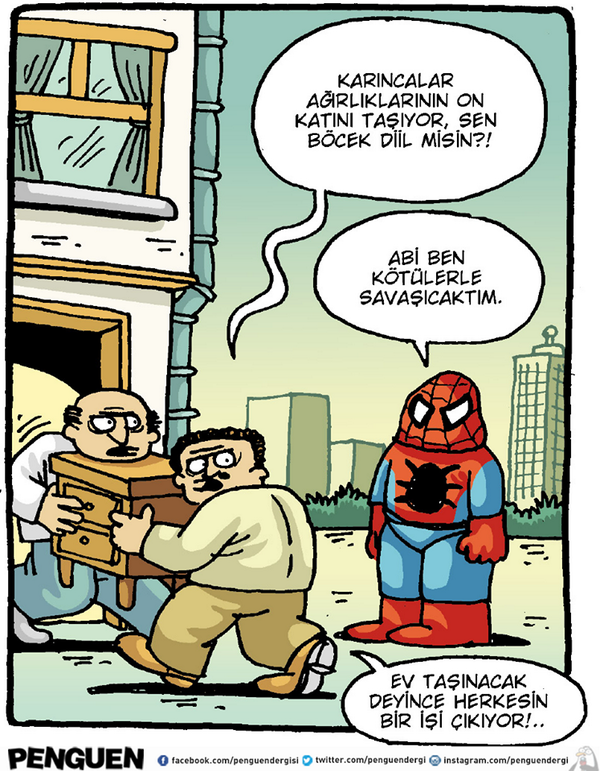 KARINCALAR
AĞIRLIKLARININ ON
KATINI TAŞIYOR, SEN
BÖCEK DİİL MİSİN?!
ABİ BEN
KÖTÜLERLE
SAVAŞICAKTIM.
EV TAŞINACAK
DEYİNCE HERKESİN
BİR İŞİ ÇIKIYOR!..
PENGUEN facebook.com/penguendergisi twitter.com/penguendergi instagram.com/penguendergi